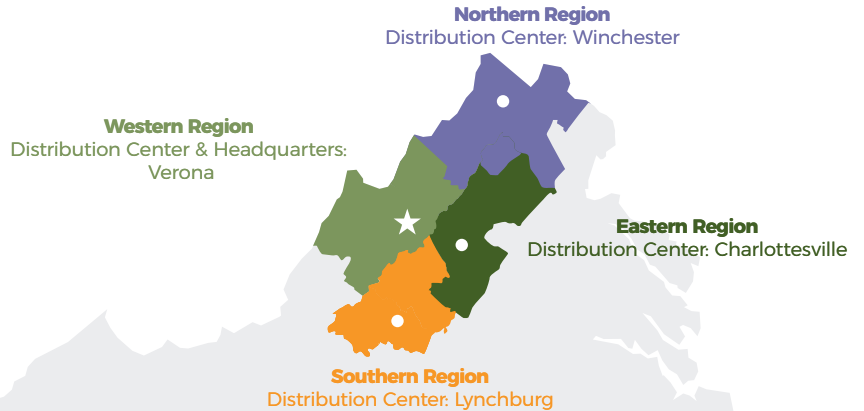 Northern Region
Distribution Center: Winchester
Western Region
Distribution Center & Headquarters:
Verona
Eastern Region
Distribution Center: Charlottesville
Southern Region
Distribution Center: Lynchburg